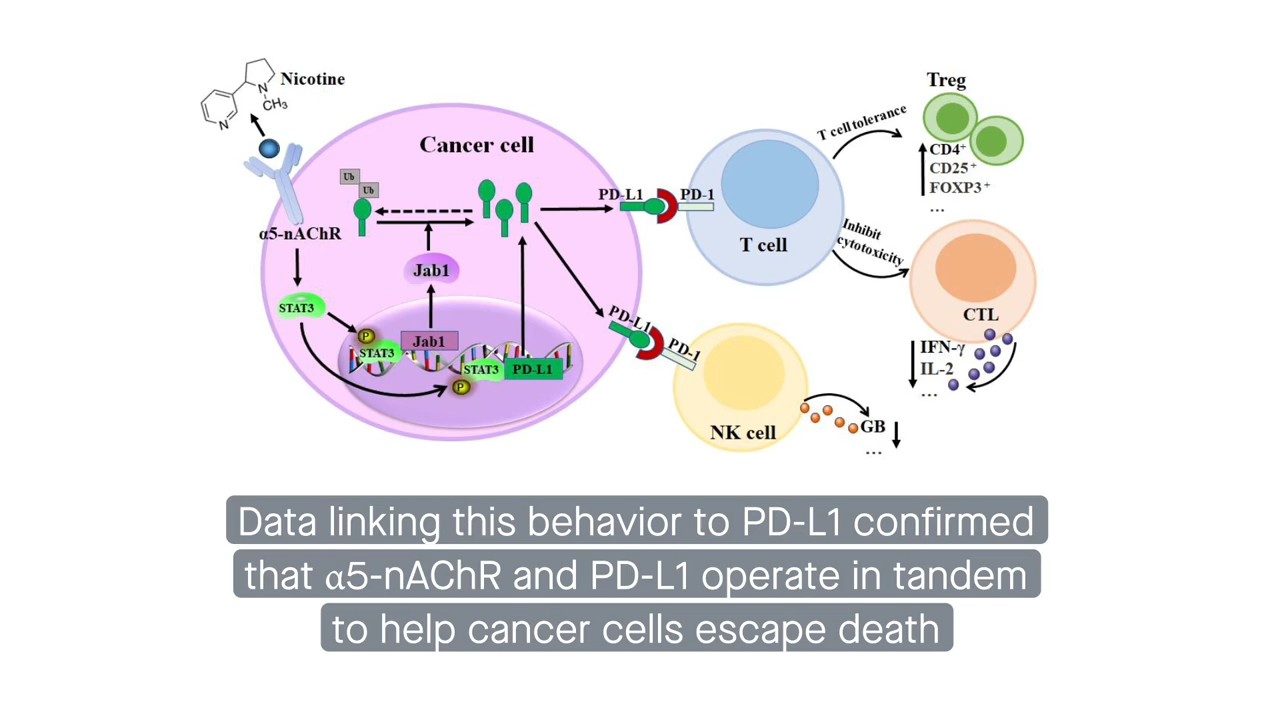 Nicotine
N
CH3
N
α5-nAChR
Cancer cell
Ub
Ub
Jab1
STAT3
P
STAT3
Jab1
STAT3
P
PD-L1
PD-L1
PD-1
T cell
PD-L1
PD-1
NK cell
T cell tolerance
Treg
CD4+
CD25+
FOXP3+
...
Inhibit
cytotoxicity
CTL
IFN-γ
IL-2
...
GB
...
Data linking this behavior to PD-L1 confirmed
that α5-nAChR and PD-L1 operate in tandem
to help cancer cells escape death